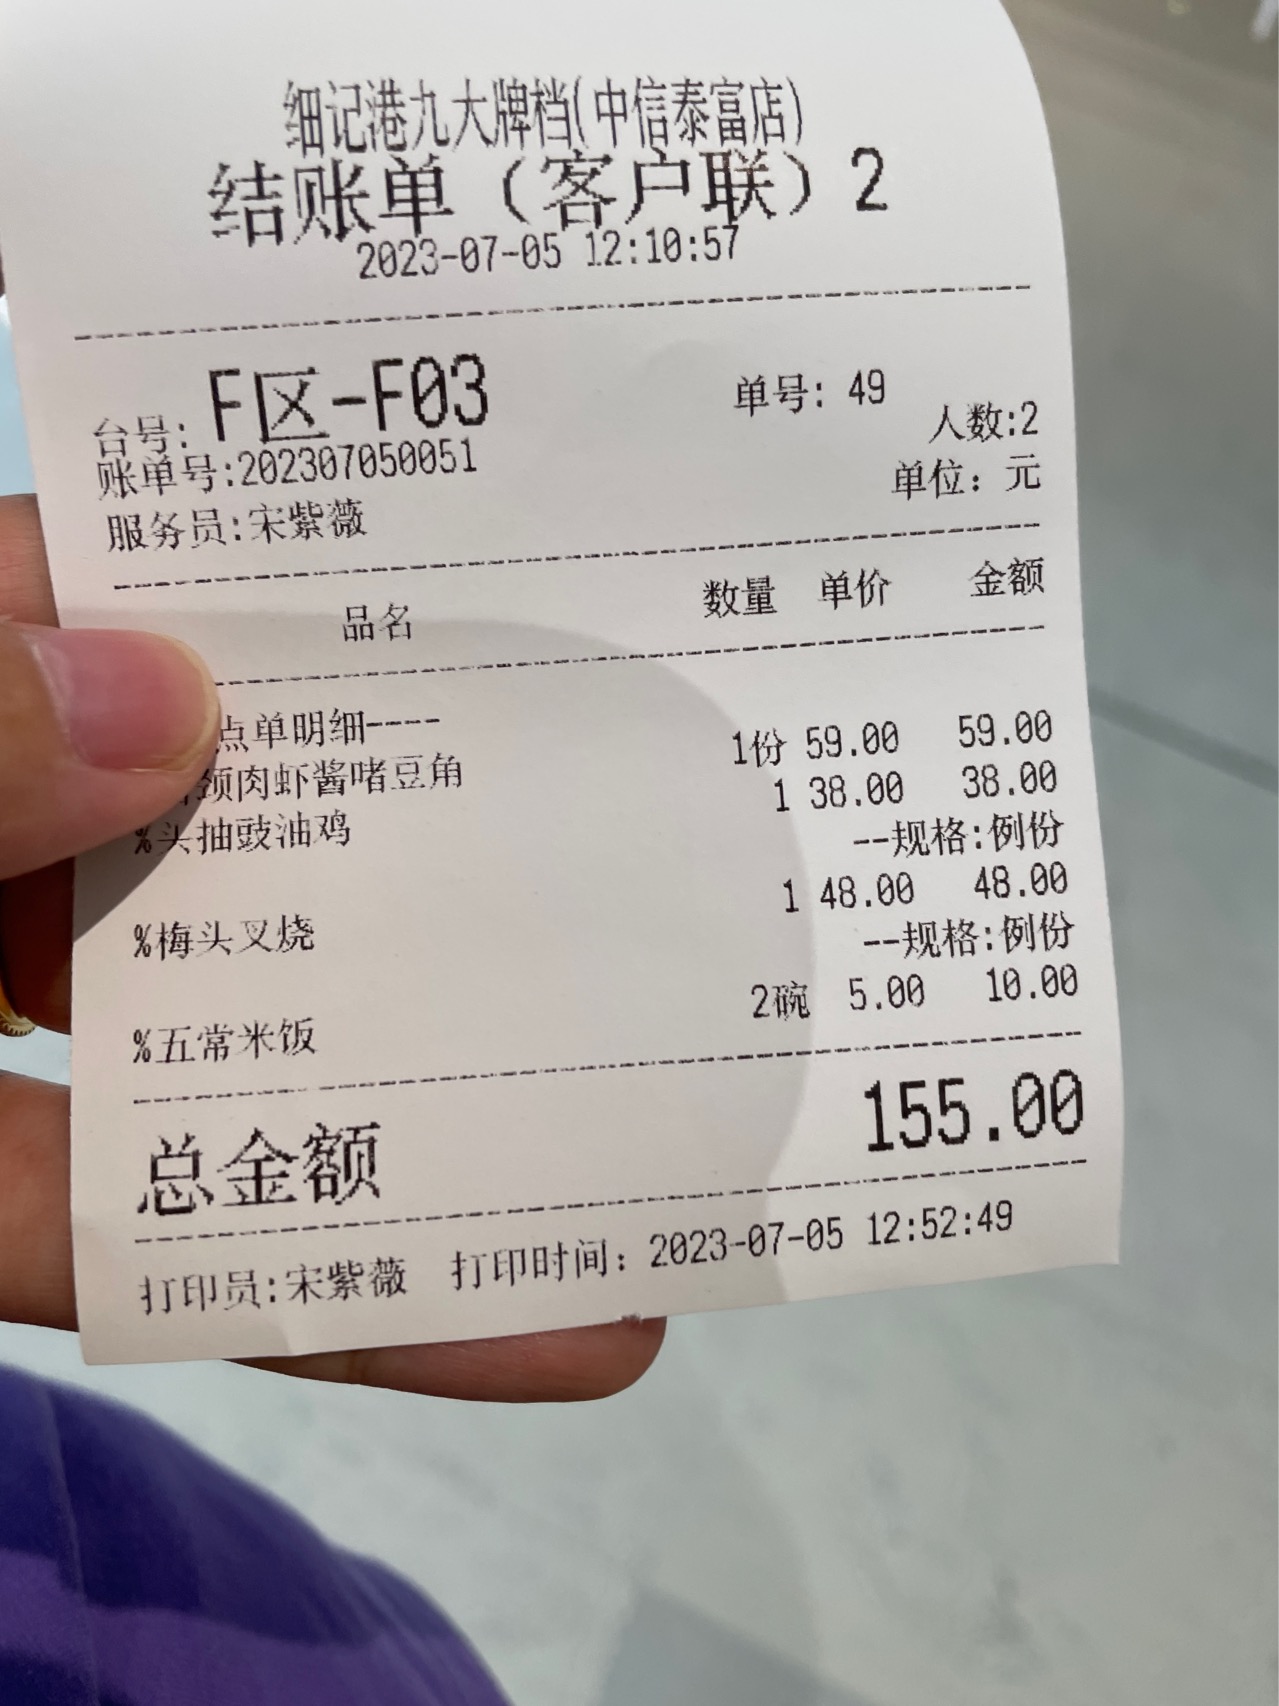 细记港九大牌档(中信泰富店)
结账单（客户联）2
2023-07-05 12:10:57
台号: F区-F03 单号: 49
人数:2
账单号:202307050051
单位: 元
服务员:宋紫薇
品名 数量 单价 金额
点单明细----
颈肉虾酱啫豆角 1份 59.00 59.00
%头抽豉油鸡 1 38.00 38.00
--规格:例份
%梅头叉烧 1 48.00 48.00
--规格:例份
%五常米饭 2碗 5.00 10.00
总金额 155.00
打印员:宋紫薇 打印时间: 2023-07-05 12:52:49